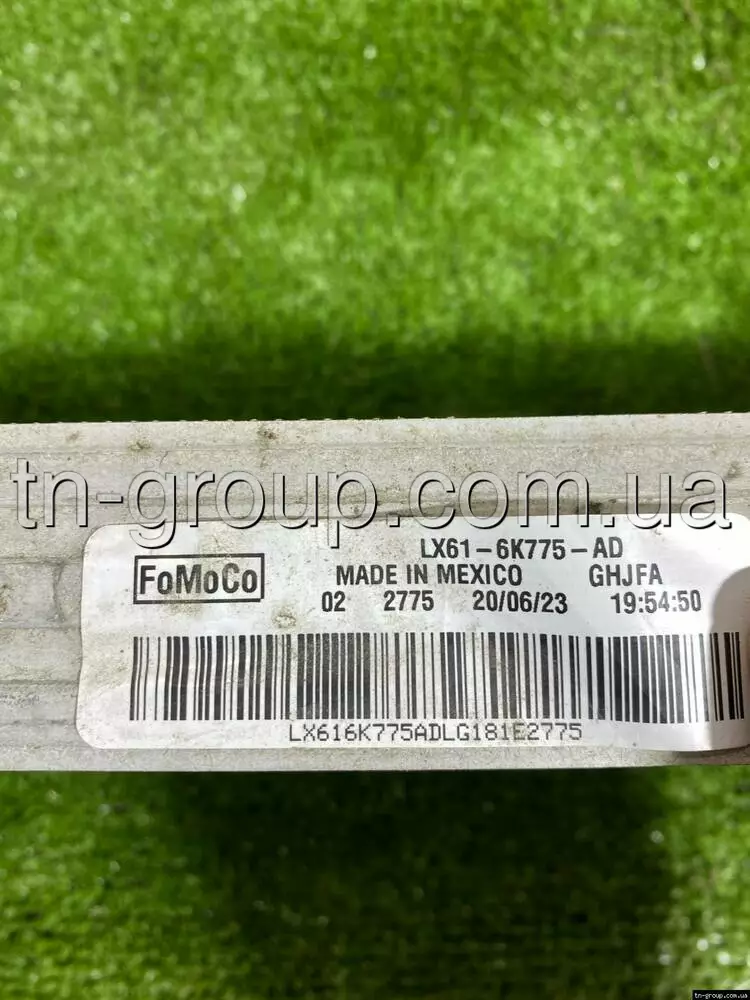 tn-group.com.ua
LX61-6K775-AD
FoMoCo
MADE IN MEXICO GHJFA
02 2775 20/06/23 19:54:50
LX616K775ADLG181E2775
tn-group.com.ua